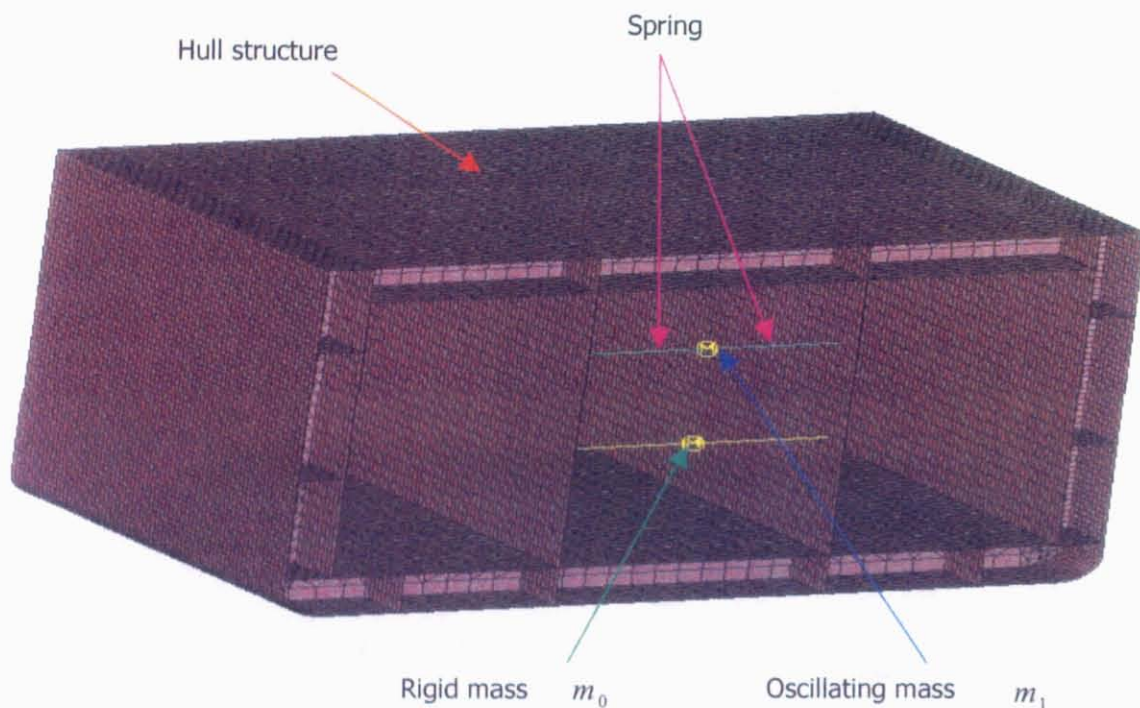 Spring
Hull structure
Rigid mass m₀
Oscillating mass m₁